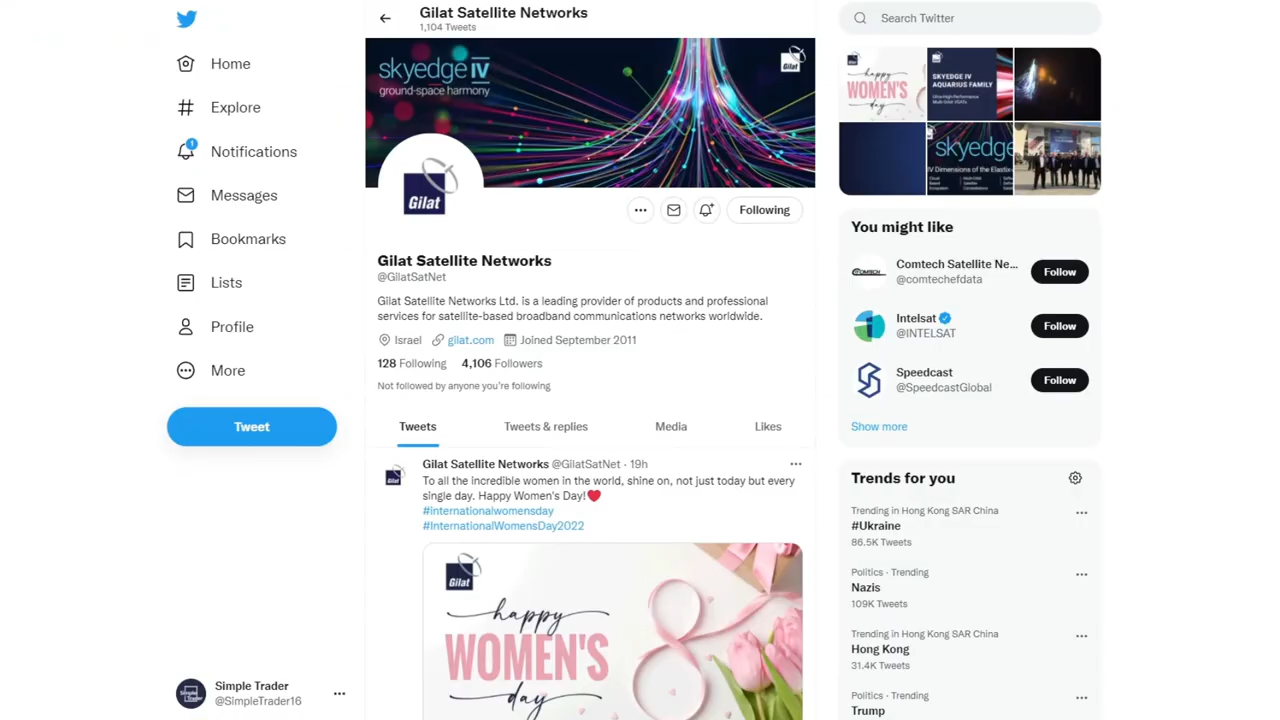 Home
Explore
1
Notifications
Messages
Bookmarks
Lists
Profile
More
Tweet
Simple Trader
@SimpleTrader16
Gilat Satellite Networks
1,104 Tweets
skyedge IV
ground-space harmony
Gilat
Gilat
Following
Gilat Satellite Networks
@GilatSatNet
Gilat Satellite Networks Ltd. is a leading provider of products and professional
services for satellite-based broadband communications networks worldwide.
Israel gilat.com Joined September 2011
128 Following 4,106 Followers
Not followed by anyone you're following
Tweets Tweets & replies Media Likes
Gilat Satellite Networks @GilatSatNet · 19h
To all the incredible women in the world, shine on, not just today but every
single day. Happy Women's Day!
#internationalwomensday
#InternationalWomensDay2022
Gilat
happy
WOMEN'S
day
Search Twitter
happy
WOMEN'S
day
SKYEDGE IV
AQUARIUS FAMILY
skyedge
You might like
Comtech Satellite Ne...
@comtechefdata
Follow
Intelsat
@INTELSAT
Follow
Speedcast
@SpeedcastGlobal
Follow
Show more
Trends for you
Trending in Hong Kong SAR China
#Ukraine
86.5K Tweets
Politics · Trending
Nazis
109K Tweets
Trending in Hong Kong SAR China
Hong Kong
31.4K Tweets
Politics · Trending
Trump